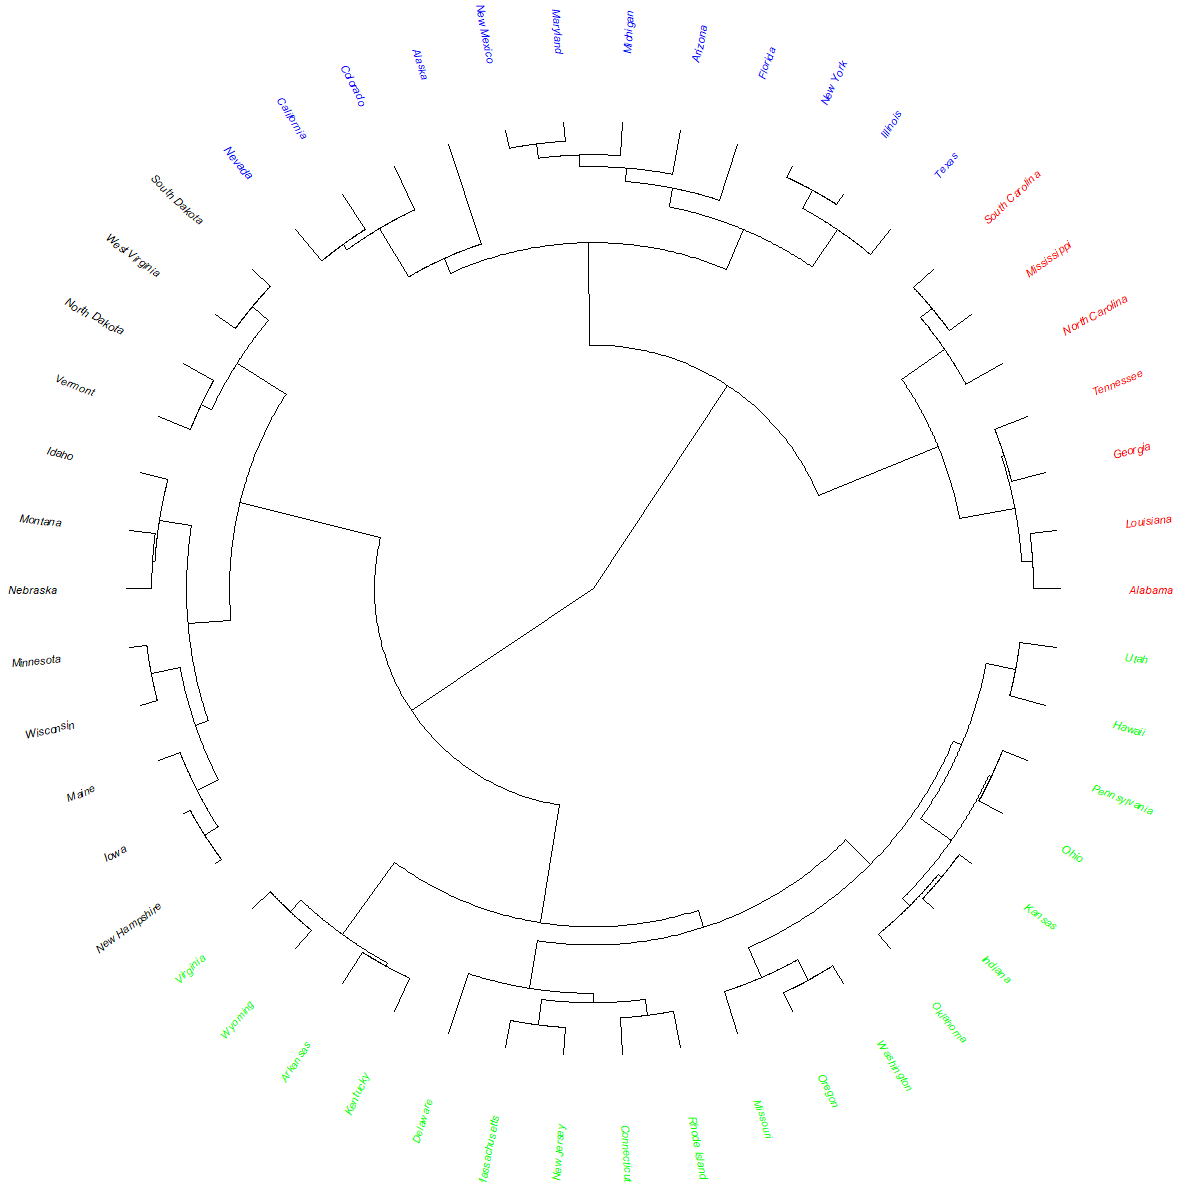 New Mexico
Maryland
Michigan
Arizona
Florida
New York
Illinois
Texas
South Carolina
Mississippi
North Carolina
Tennessee
Georgia
Louisiana
Alabama
Utah
Hawaii
Pennsylvania
Ohio
Kansas
Indiana
Oklahoma
Washington
Oregon
Missouri
Rhode Island
Connecticut
New Jersey
Massachusetts
Delaware
Kentucky
Arkansas
Wyoming
Virginia
New Hampshire
Iowa
Maine
Wisconsin
Minnesota
Nebraska
Montana
Idaho
Vermont
North Dakota
West Virginia
South Dakota
Nevada
California
Colorado
Alaska